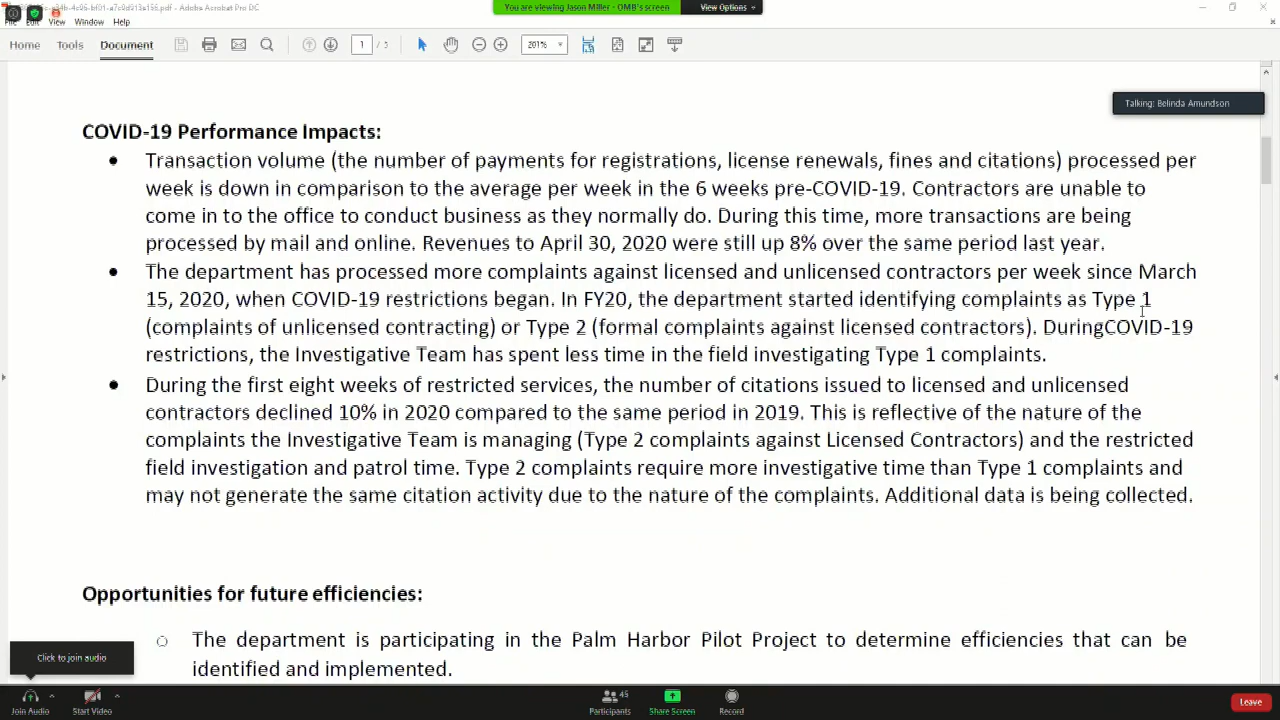 .pdf - Adobe Acrobat Pro DC
You are viewing Jason Miller - OMB's screen
View Options
File Edit View Window Help
Home Tools Document
1 / 3
201%
Talking: Belinda Amundson
COVID-19 Performance Impacts:
● Transaction volume (the number of payments for registrations, license renewals, fines and citations) processed per
week is down in comparison to the average per week in the 6 weeks pre-COVID-19. Contractors are unable to
come in to the office to conduct business as they normally do. During this time, more transactions are being
processed by mail and online. Revenues to April 30, 2020 were still up 8% over the same period last year.
● The department has processed more complaints against licensed and unlicensed contractors per week since March
15, 2020, when COVID-19 restrictions began. In FY20, the department started identifying complaints as Type 1
(complaints of unlicensed contracting) or Type 2 (formal complaints against licensed contractors). DuringCOVID-19
restrictions, the Investigative Team has spent less time in the field investigating Type 1 complaints.
● During the first eight weeks of restricted services, the number of citations issued to licensed and unlicensed
contractors declined 10% in 2020 compared to the same period in 2019. This is reflective of the nature of the
complaints the Investigative Team is managing (Type 2 complaints against Licensed Contractors) and the restricted
field investigation and patrol time. Type 2 complaints require more investigative time than Type 1 complaints and
may not generate the same citation activity due to the nature of the complaints. Additional data is being collected.
Opportunities for future efficiencies:
○ The department is participating in the Palm Harbor Pilot Project to determine efficiencies that can be
identified and implemented.
Click to join audio
Join Audio
Start Video
45
Participants
Share Screen
Record
Leave